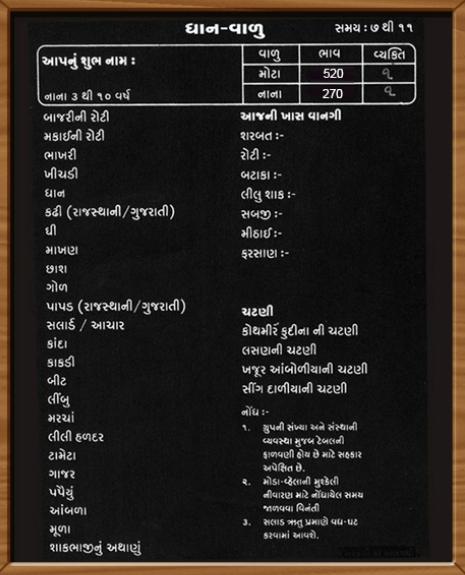 ધાન-વાળુ
સમય : ૭ થી ૧૧
આપનું શુભ નામ :
નાના ૩ થી ૧૦ વર્ષ
વાળુ ભાવ વ્યક્તિ
મોટા 520 ૧
નાના 270 ૧
બાજરીની રોટી
મકાઈની રોટી
ભાખરી
ખીચડી
ધાન
કઢી (રાજસ્થાની/ગુજરાતી)
ઘી
માખણ
છાશ
ગોળ
પાપડ (રાજસ્થાની/ગુજરાતી)
સલાર્ડ / આચાર
કાંદા
કાકડી
બીટ
લીંબુ
મરચાં
લીલી હળદર
ટામેટા
ગાજર
પપૈયું
આંબળા
મૂળા
શાકભાજીનું અથાણું
આજની ખાસ વાનગી
શરબત :-
રોટી :-
બટાકા :-
લીલુ શાક :-
સબજી :-
મીઠાઈ :-
ફરસાણ :-
ચટણી
કોથમીર કુદીના ની ચટણી
લસણની ચટણી
ખજૂર આંબોળીયાની ચટણી
સીંગ દાળીયાની ચટણી
નોંધ :-
૧. ગ્રુપની સંખ્યા અને સંસ્થાની
વ્યવસ્થા મુજબ ટેબલની
ફાળવણી હોય છે માટે સહકાર
અપેક્ષિત છે.
૨. મોડા-વ્હેલાની મુશ્કેલી
નીવારણ માટે નોંધાયેલ સમય
જાળવવા વિનંતી
૩. સલાડ ઋતુ પ્રમાણે વધ-ઘટ
કરવામાં આવશે.